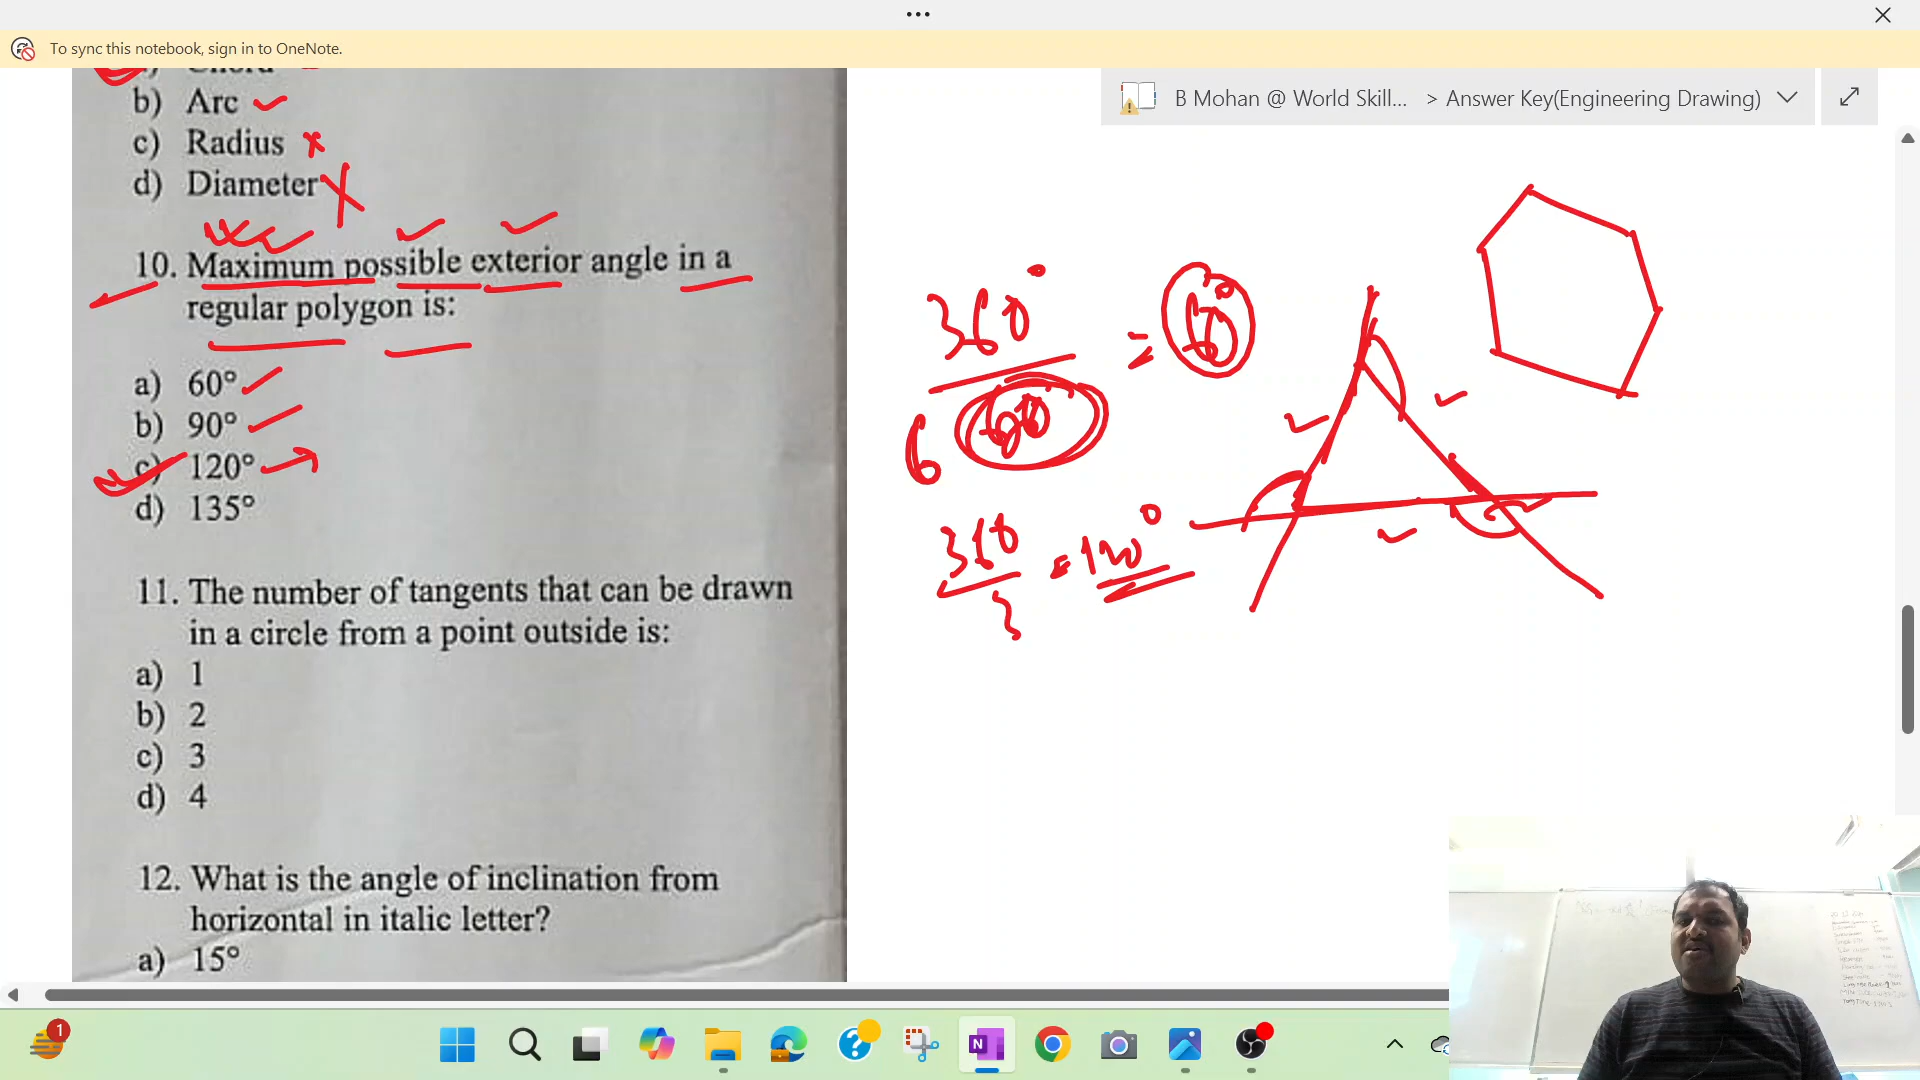 To sync this notebook, sign in to OneNote.
B Mohan @ World Skill... > Answer Key(Engineering Drawing)
b) Arc
c) Radius
d) Diameter
10. Maximum possible exterior angle in a
regular polygon is:
a) 60°
b) 90°
c) 120°
d) 135°
11. The number of tangents that can be drawn
in a circle from a point outside is:
a) 1
b) 2
c) 3
d) 4
12. What is the angle of inclination from
horizontal in italic letter?
a) 15°
360°
= 60°
6 60
360 = 120°
3
1